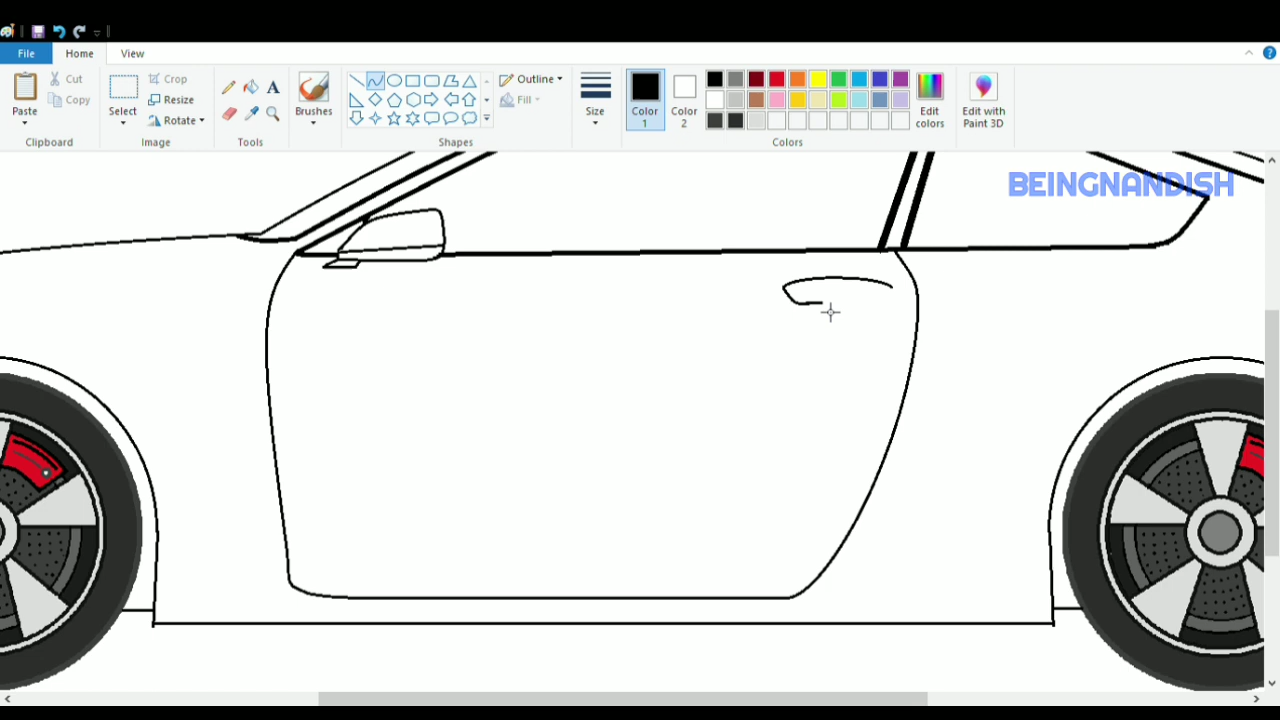 File Home View
Paste Cut Copy
Clipboard
Select Crop Resize Rotate
Image
A
Tools
Brushes
Shapes
Outline Fill
Size
Color 1
Color 2
Edit colors
Colors
Edit with Paint 3D
BEINGNANDISH